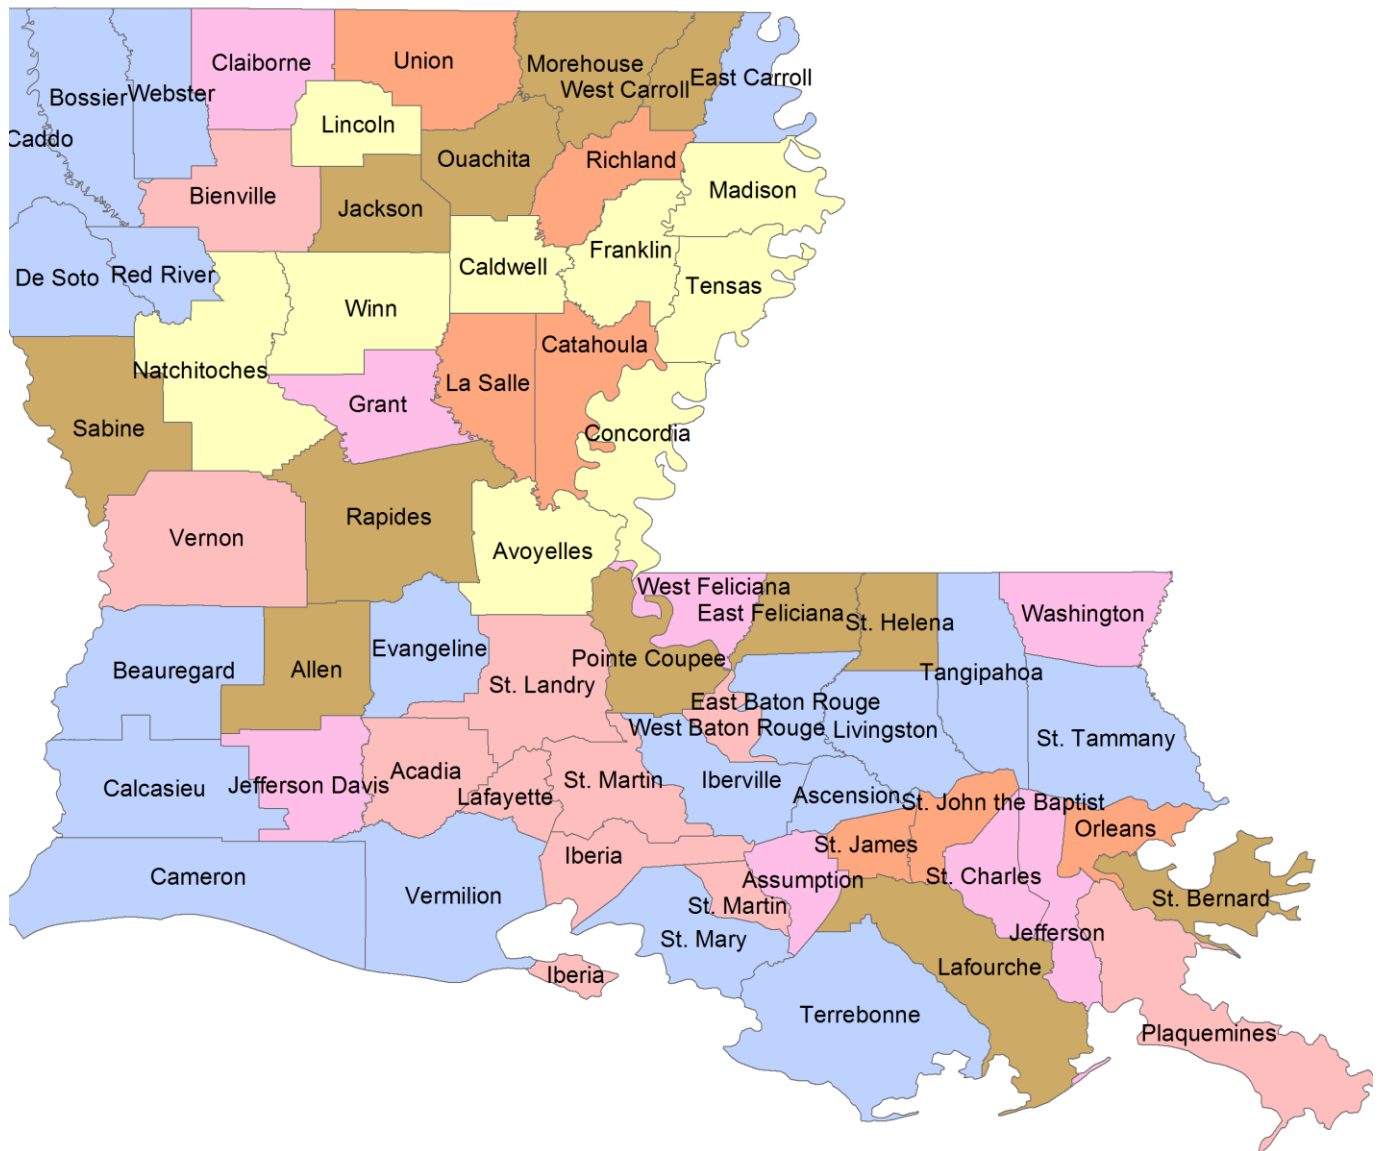 Claiborne
Union
Morehouse
West Carroll
East Carroll
Bossier
Webster
Caddo
Lincoln
Ouachita
Richland
Madison
Bienville
Jackson
Franklin
De Soto
Red River
Caldwell
Tensas
Winn
Catahoula
Natchitoches
La Salle
Grant
Sabine
Concordia
Rapides
Vernon
Avoyelles
West Feliciana
East Feliciana
St. Helena
Washington
Evangeline
Pointe Coupee
Beauregard
Allen
St. Landry
Tangipahoa
East Baton Rouge
West Baton Rouge
Livingston
St. Tammany
Acadia
St. Martin
Iberville
Calcasieu
Jefferson Davis
Lafayette
Ascension
St. John the Baptist
Orleans
St. James
Iberia
Cameron
Assumption
St. Charles
Vermilion
St. Martin
St. Bernard
St. Mary
Jefferson
Lafourche
Iberia
Terrebonne
Plaquemines